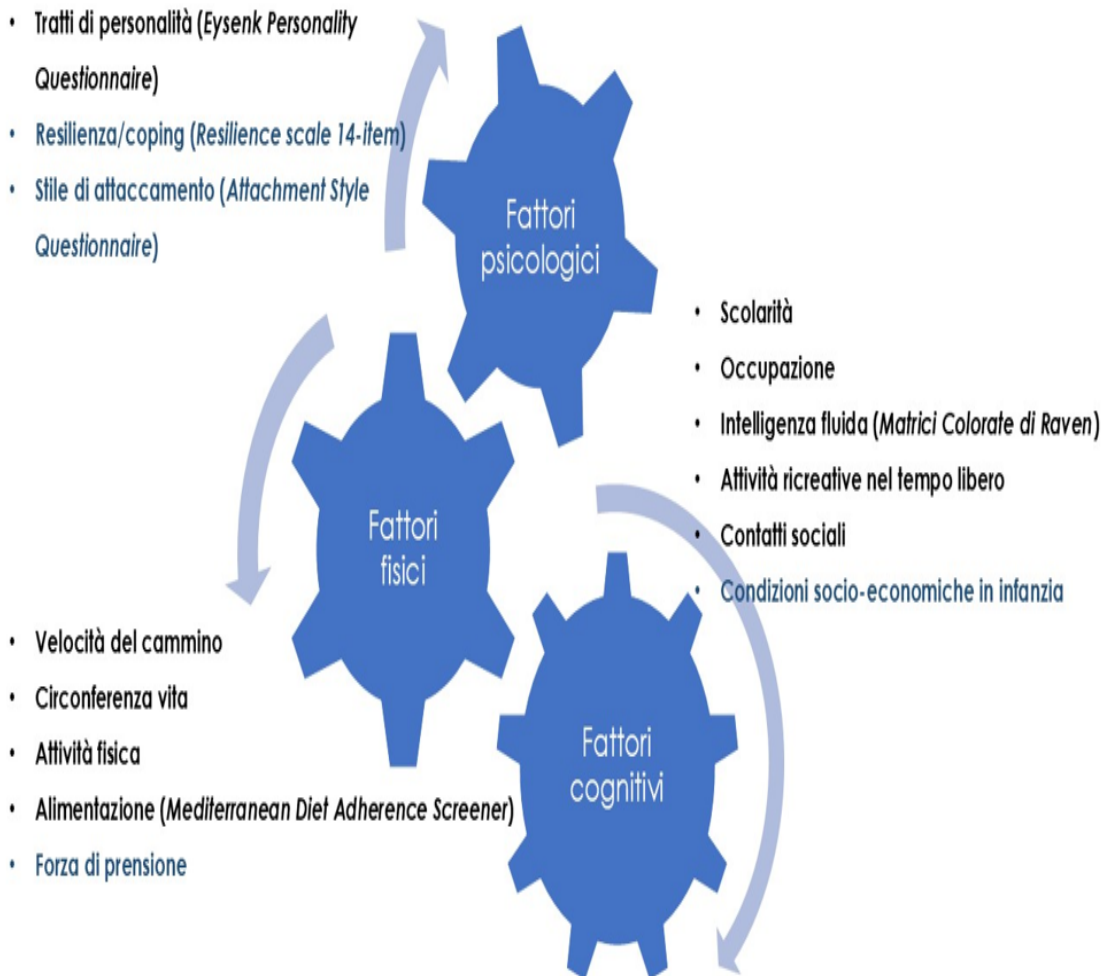 • Tratti di personalità (Eysenk Personality
Questionnaire)
• Resilienza/coping (Resilience scale 14-item)
• Stile di attaccamento (Attachment Style
Questionnaire)
Fattori
psicologici
• Scolarità
• Occupazione
• Intelligenza fluida (Matrici Colorate di Raven)
• Attività ricreative nel tempo libero
• Contatti sociali
• Condizioni socio-economiche in infanzia
Fattori
fisici
• Velocità del cammino
• Circonferenza vita
• Attività fisica
• Alimentazione (Mediterranean Diet Adherence Screener)
• Forza di prensione
Fattori
cognitivi